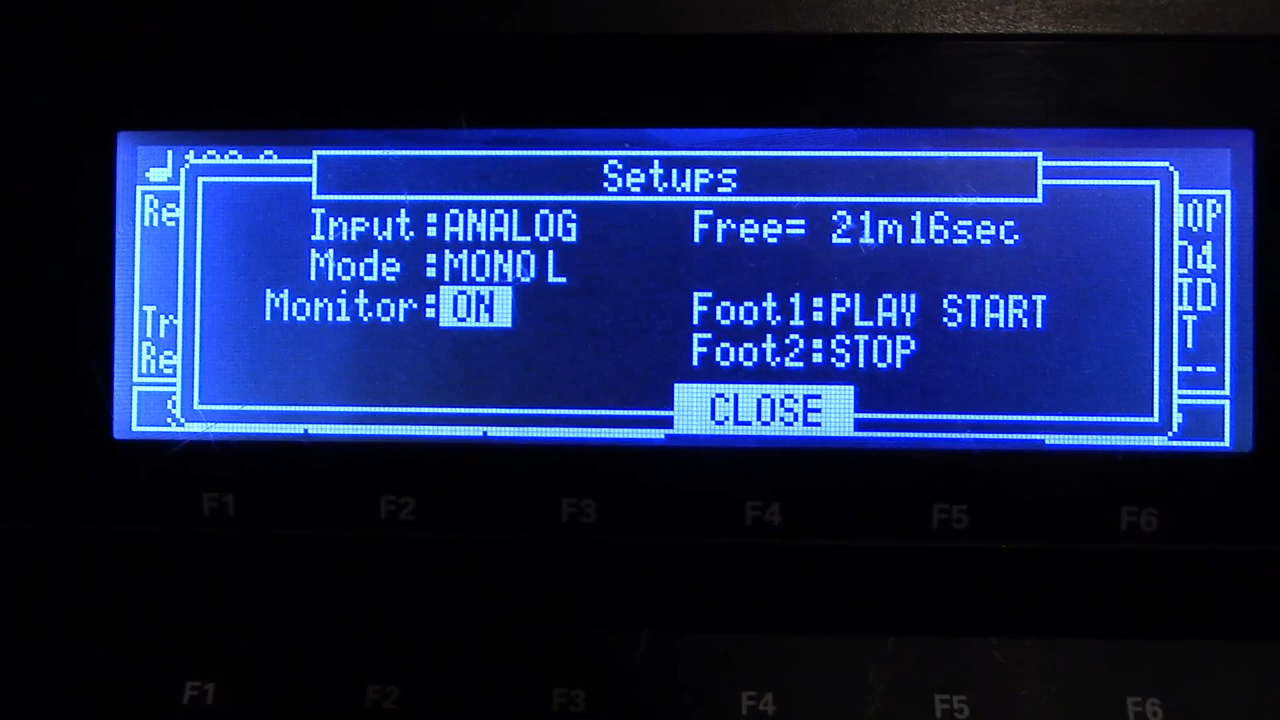 Setups
Input:ANALOG Free= 21m16sec
Mode :MONO L
Monitor:ON Foot1:PLAY START
Foot2:STOP
CLOSE
F1 F2 F3 F4 F5 F6
F1 F2 F3 F4 F5 F6